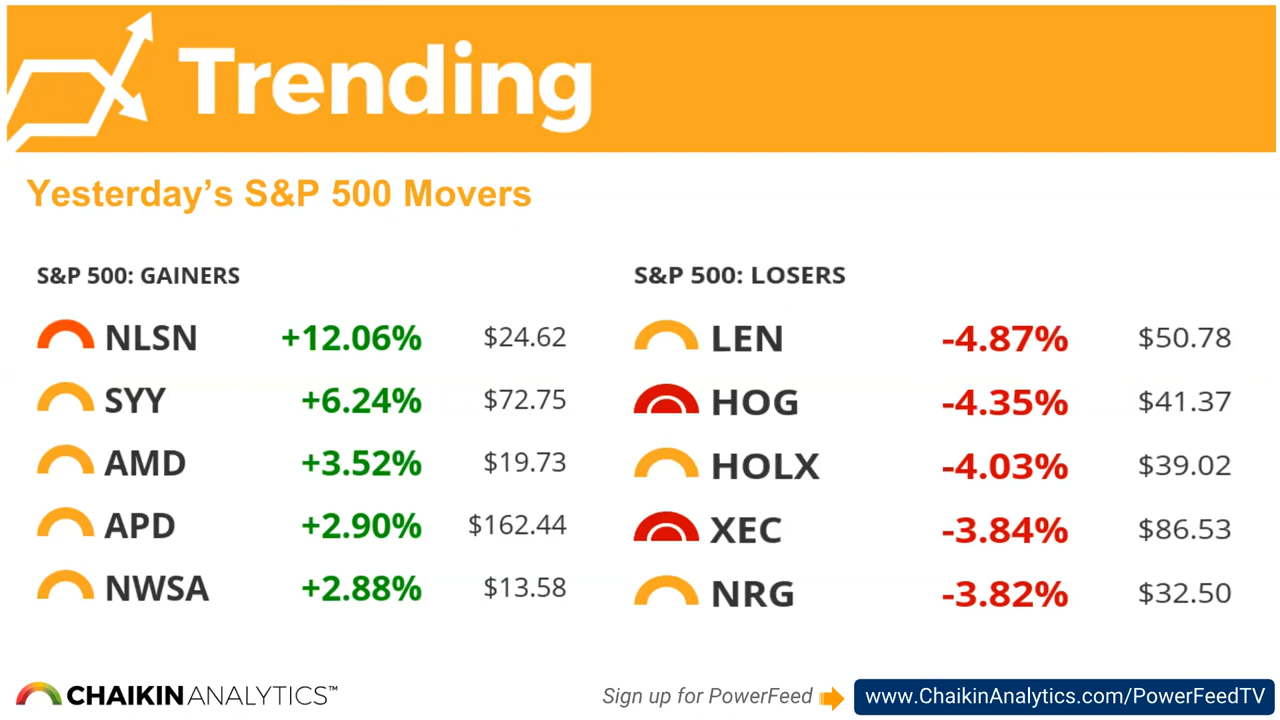 Trending
Yesterday’s S&P 500 Movers
S&P 500: GAINERS
NLSN +12.06% $24.62
SYY +6.24% $72.75
AMD +3.52% $19.73
APD +2.90% $162.44
NWSA +2.88% $13.58
S&P 500: LOSERS
LEN -4.87% $50.78
HOG -4.35% $41.37
HOLX -4.03% $39.02
XEC -3.84% $86.53
NRG -3.82% $32.50
CHAIKIN ANALYTICS™
Sign up for PowerFeed
www.ChaikinAnalytics.com/PowerFeedTV